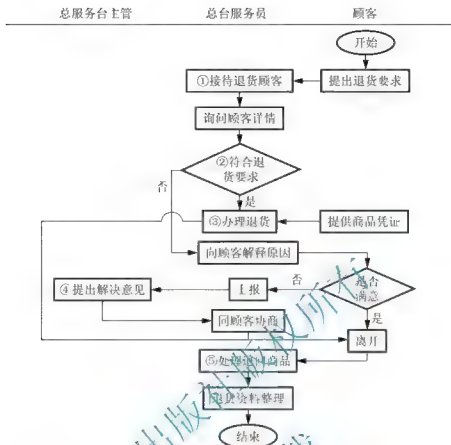 总服务台主管 总台服务员 顾客
开始
①接待退货顾客 提出退货要求
询问顾客详情
②符合退
货要求
否
是
③办理退货 提供商品凭证
向顾客解释原因
④提出解决意见 上报 否 是否
满意
同顾客协商 是
离开
⑤处理退回商品
退货资料整理
结束